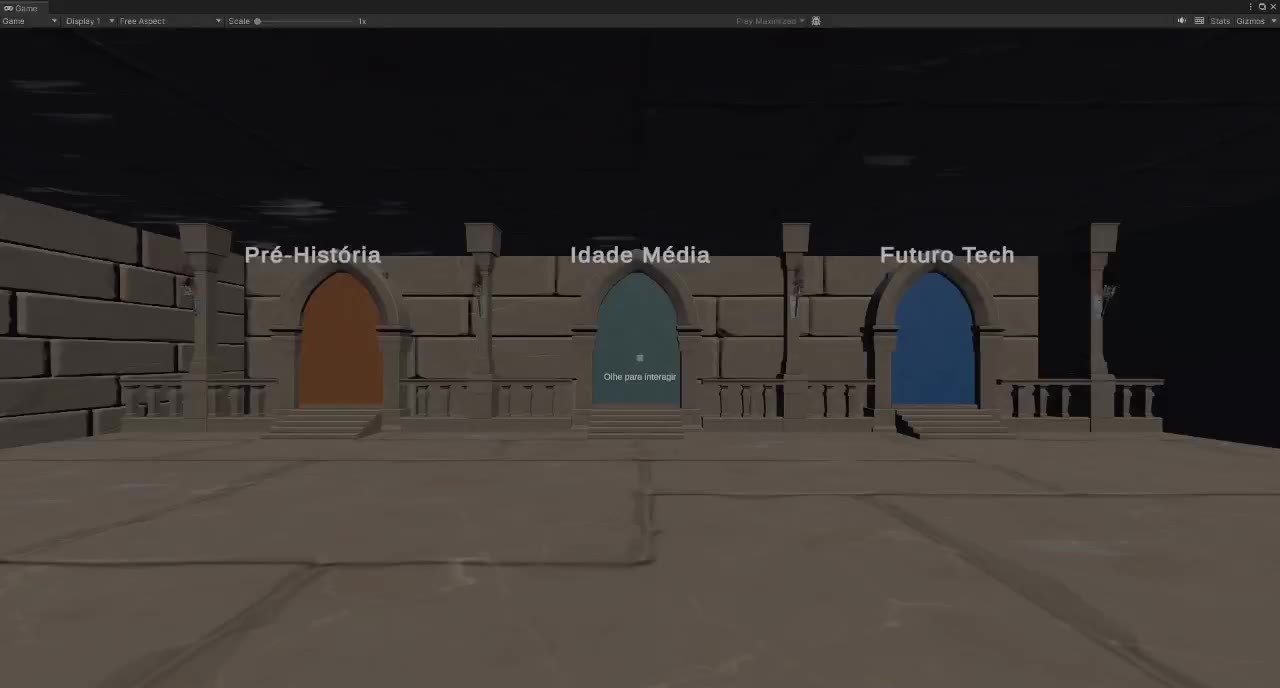 Game
Game Display 1 Free Aspect Scale 1x Play Maximized Stats Gizmos
Pré-História Idade Média Futuro Tech
Olhe para interagir